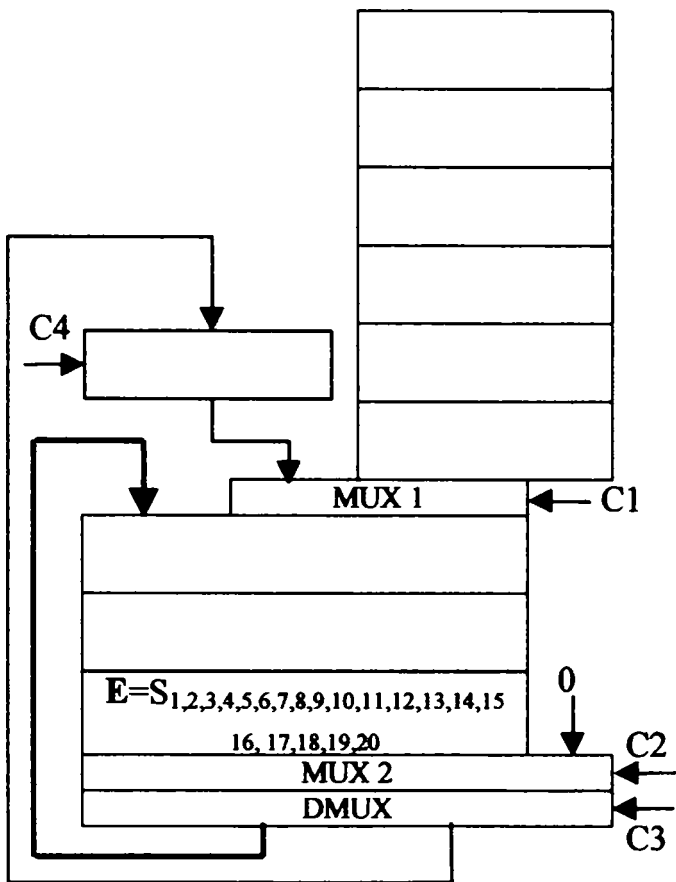 C4
MUX 1
C1
E=S1,2,3,4,5,6,7,8,9,10,11,12,13,14,15
16, 17,18,19,20
0
C2
MUX 2
DMUX
C3